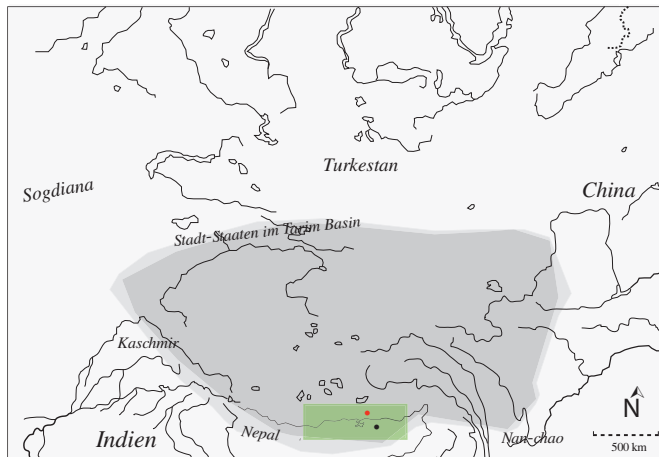 Turkestan
Sogdiana
China
Stadt-Staaten im Tarim Basin
Kaschmir
N
Nepal
Indien
Nan-chao
500 km